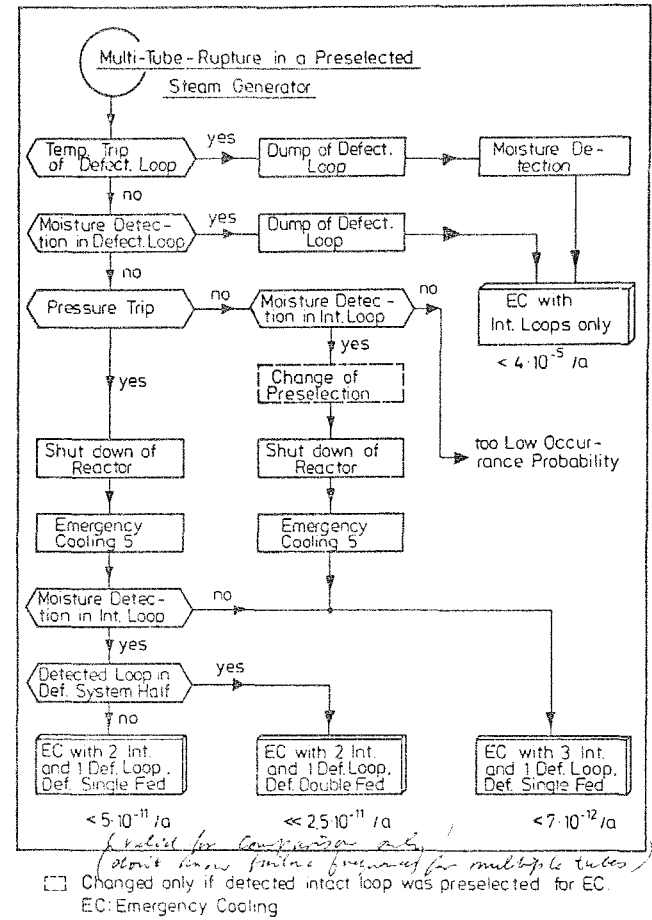 Multi-Tube-Rupture in a Preselected
Steam Generator
Temp. Trip
of Defect. Loop
yes
Dump of Defect.
Loop
Moisture De-
tection
no
Moisture Detec-
tion in Defect. Loop
yes
Dump of Defect.
Loop
no
Pressure Trip
no
Moisture Detec-
tion in Int. Loop
no
EC with
Int. Loops only
< 4·10⁻⁵ /a
yes
yes
Change of
Preselection
too Low Occur-
rance Probability
Shut down of
Reactor
Shut down of
Reactor
Emergency
Cooling 5
Emergency
Cooling 5
Moisture Detec-
tion in Int. Loop
no
yes
Detected Loop in
Def. System Half
yes
no
EC with 2 Int.
and 1 Def. Loop,
Def. Single Fed
EC with 2 Int.
and 1 Def. Loop,
Def. Double Fed
EC with 3 Int.
and 1 Def. Loop,
Def. Single Fed
< 5·10⁻¹¹ /a
<< 2,5·10⁻¹¹ /a
< 7·10⁻¹² /a
(valid for comparison only,
don't know failure frequency for multiple tubes)
Changed only if detected intact loop was preselected for EC.
EC: Emergency Cooling